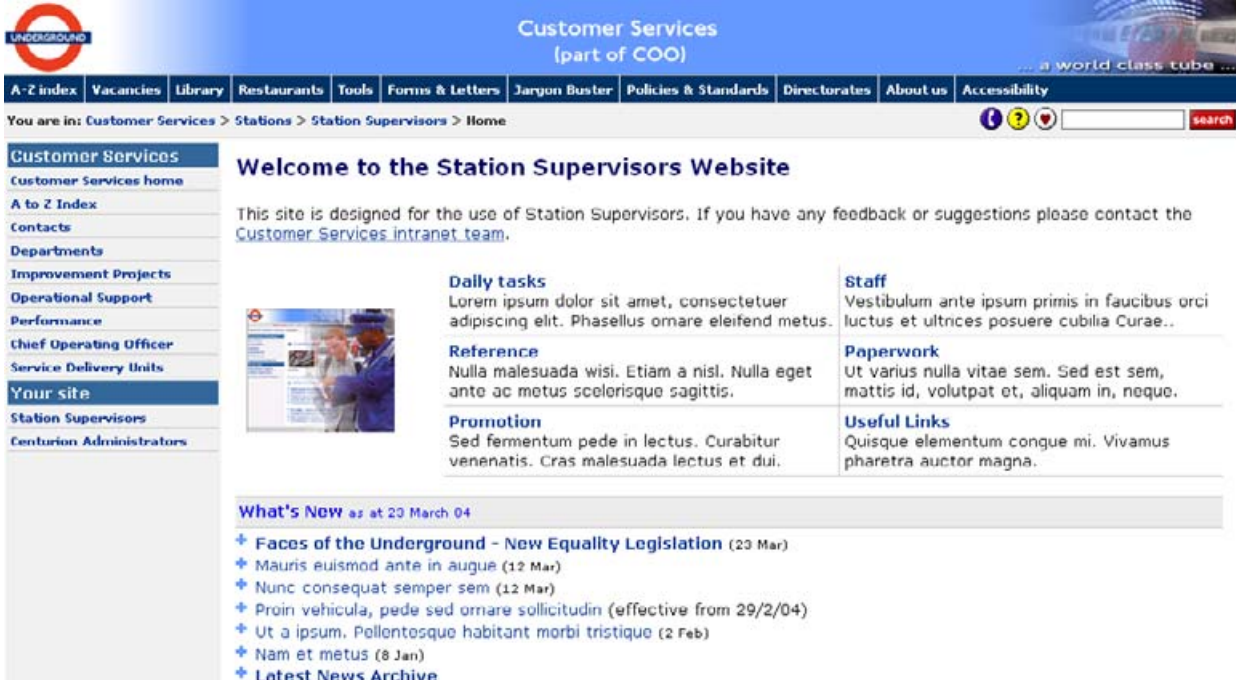 UNDERGROUND
Customer Services
(part of COO)
... a world class tube ...
A-Z index Vacancies Library Restaurants Tools Forms & Letters Jargon Buster Policies & Standards Directorates About us Accessibility
You are in: Customer Services > Stations > Station Supervisors > Home
? search
Customer Services
Customer Services home
A to Z Index
Contacts
Departments
Improvement Projects
Operational Support
Performance
Chief Operating Officer
Service Delivery Units
Your site
Station Supervisors
Centurion Administrators
Welcome to the Station Supervisors Website
This site is designed for the use of Station Supervisors. If you have any feedback or suggestions please contact the
Customer Services intranet team.
Daily tasks
Lorem ipsum dolor sit amet, consectetuer
adipiscing elit. Phasellus ornare eleifend metus.
Staff
Vestibulum ante ipsum primis in faucibus orci
luctus et ultrices posuere cubilia Curae..
Reference
Nulla malesuada wisi. Etiam a nisl. Nulla eget
ante ac metus scelerisque sagittis.
Paperwork
Ut varius nulla vitae sem. Sed est sem,
mattis id, volutpat et, aliquam in, neque.
Promotion
Sed fermentum pede in lectus. Curabitur
venenatis. Cras malesuada lectus et dui.
Useful Links
Quisque elementum congue mi. Vivamus
pharetra auctor magna.
What's New as at 23 March 04
Faces of the Underground - New Equality Legislation (23 Mar)
Mauris euismod ante in augue (12 Mar)
Nunc consequat semper sem (12 Mar)
Proin vehicula, pede sed ornare sollicitudin (effective from 29/2/04)
Ut a ipsum. Pellentesque habitant morbi tristique (2 Feb)
Nam et metus (8 Jan)
Latest News Archive